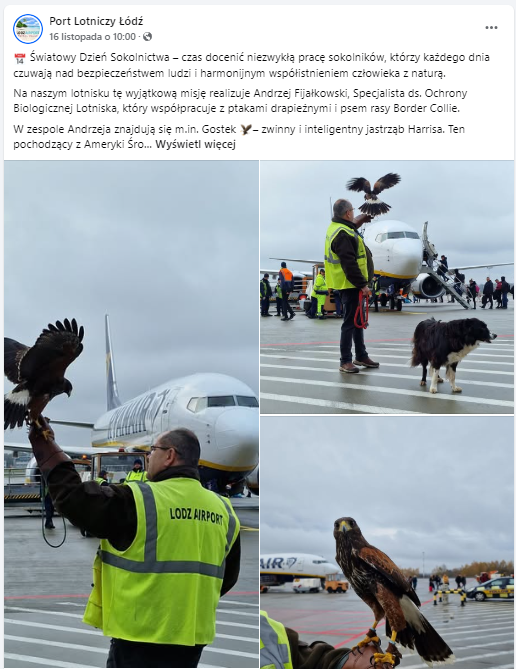 Port Lotniczy Łódź
16 listopada o 10:00 ·
📅 Światowy Dzień Sokolnictwa – czas docenić niezwykłą pracę sokolników, którzy każdego dnia
czuwają nad bezpieczeństwem ludzi i harmonijnym współistnieniem człowieka z naturą.
Na naszym lotnisku tę wyjątkową misję realizuje Andrzej Fijałkowski, Specjalista ds. Ochrony
Biologicznej Lotniska, który współpracuje z ptakami drapieżnymi i psem rasy Border Collie.
W zespole Andrzeja znajdują się m.in. Gostek 🦅– zwinny i inteligentny jastrząb Harrisa. Ten
pochodzący z Ameryki Śro... Wyświetl więcej
LODZ AIRPORT